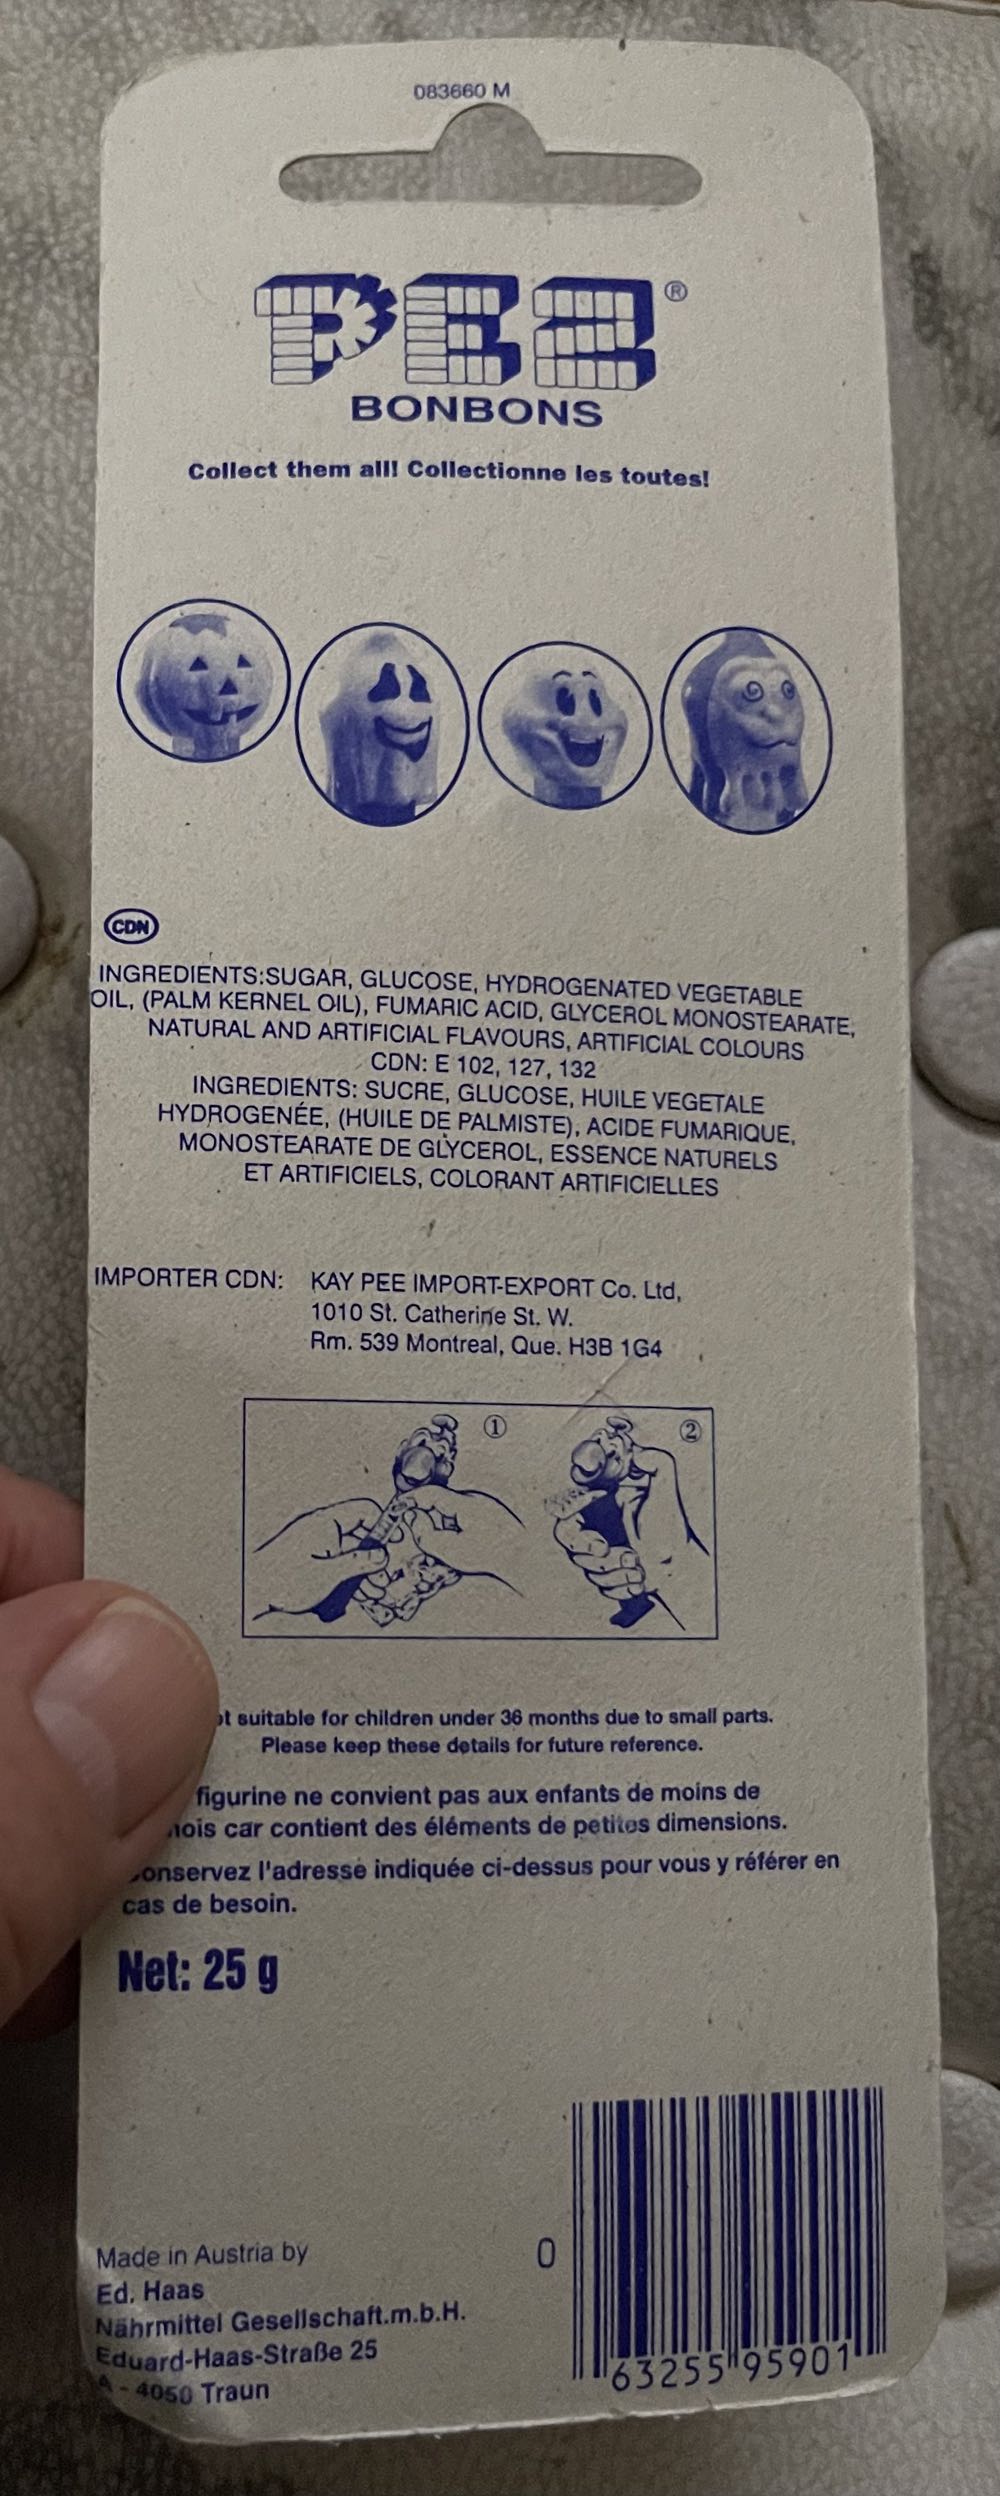 083660 M
PEZ®
BONBONS
Collect them all! Collectionne les toutes!
CDN
INGREDIENTS:SUGAR, GLUCOSE, HYDROGENATED VEGETABLE
OIL, (PALM KERNEL OIL), FUMARIC ACID, GLYCEROL MONOSTEARATE,
NATURAL AND ARTIFICIAL FLAVOURS, ARTIFICIAL COLOURS
CDN: E 102, 127, 132
INGREDIENTS: SUCRE, GLUCOSE, HUILE VEGETALE
HYDROGENÉE, (HUILE DE PALMISTE), ACIDE FUMARIQUE,
MONOSTEARATE DE GLYCEROL, ESSENCE NATURELS
ET ARTIFICIELS, COLORANT ARTIFICIELLES
IMPORTER CDN: KAY PEE IMPORT-EXPORT Co. Ltd,
1010 St. Catherine St. W.
Rm. 539 Montreal, Que. H3B 1G4
① ②
suitable for children under 36 months due to small parts.
Please keep these details for future reference.
figurine ne convient pas aux enfants de moins de
car contient des éléments de petites dimensions.
onservez l'adresse indiquée ci-dessus pour vous y référer en
cas de besoin.
Net: 25 g
Made in Austria by
Ed. Haas
Nährmittel Gesellschaft.m.b.H.
Eduard-Haas-Straße 25
A - 4050 Traun
0 63255 95901